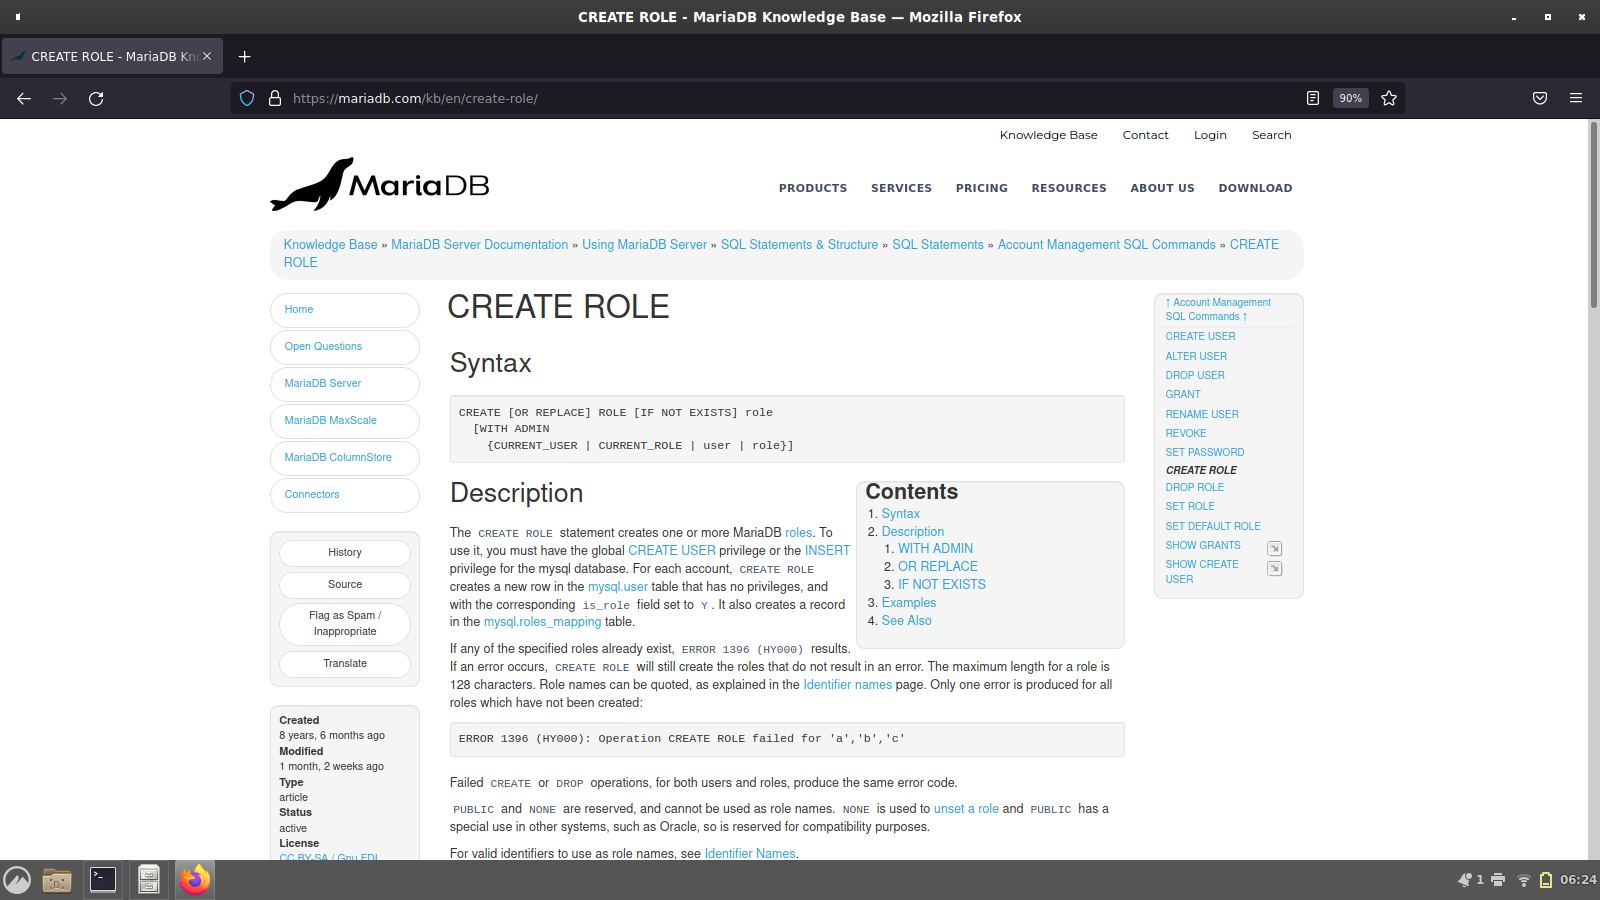 CREATE ROLE - MariaDB Knowledge Base — Mozilla Firefox
CREATE ROLE - MariaDB Kn
https://mariadb.com/kb/en/create-role/
90%
Knowledge Base Contact Login Search
MariaDB
PRODUCTS SERVICES PRICING RESOURCES ABOUT US DOWNLOAD
Knowledge Base » MariaDB Server Documentation » Using MariaDB Server » SQL Statements & Structure » SQL Statements » Account Management SQL Commands » CREATE
ROLE
Home
Open Questions
MariaDB Server
MariaDB MaxScale
MariaDB ColumnStore
Connectors
History
Source
Flag as Spam /
Inappropriate
Translate
Created
8 years, 6 months ago
Modified
1 month, 2 weeks ago
Type
article
Status
active
License
CC BY-SA / Gnu FDL
CREATE ROLE
Syntax
CREATE [OR REPLACE] ROLE [IF NOT EXISTS] role
[WITH ADMIN
{CURRENT_USER | CURRENT_ROLE | user | role}]
Description
The CREATE ROLE statement creates one or more MariaDB roles. To
use it, you must have the global CREATE USER privilege or the INSERT
privilege for the mysql database. For each account, CREATE ROLE
creates a new row in the mysql.user table that has no privileges, and
with the corresponding is_role field set to Y. It also creates a record
in the mysql.roles_mapping table.
If any of the specified roles already exist, ERROR 1396 (HY000) results.
If an error occurs, CREATE ROLE will still create the roles that do not result in an error. The maximum length for a role is
128 characters. Role names can be quoted, as explained in the Identifier names page. Only one error is produced for all
roles which have not been created:
ERROR 1396 (HY000): Operation CREATE ROLE failed for 'a','b','c'
Failed CREATE or DROP operations, for both users and roles, produce the same error code.
PUBLIC and NONE are reserved, and cannot be used as role names. NONE is used to unset a role and PUBLIC has a
special use in other systems, such as Oracle, so is reserved for compatibility purposes.
For valid identifiers to use as role names, see Identifier Names.
Contents
1. Syntax
2. Description
1. WITH ADMIN
2. OR REPLACE
3. IF NOT EXISTS
3. Examples
4. See Also
↑ Account Management
SQL Commands ↑
CREATE USER
ALTER USER
DROP USER
GRANT
RENAME USER
REVOKE
SET PASSWORD
CREATE ROLE
DROP ROLE
SET ROLE
SET DEFAULT ROLE
SHOW GRANTS
SHOW CREATE
USER
1
06:24